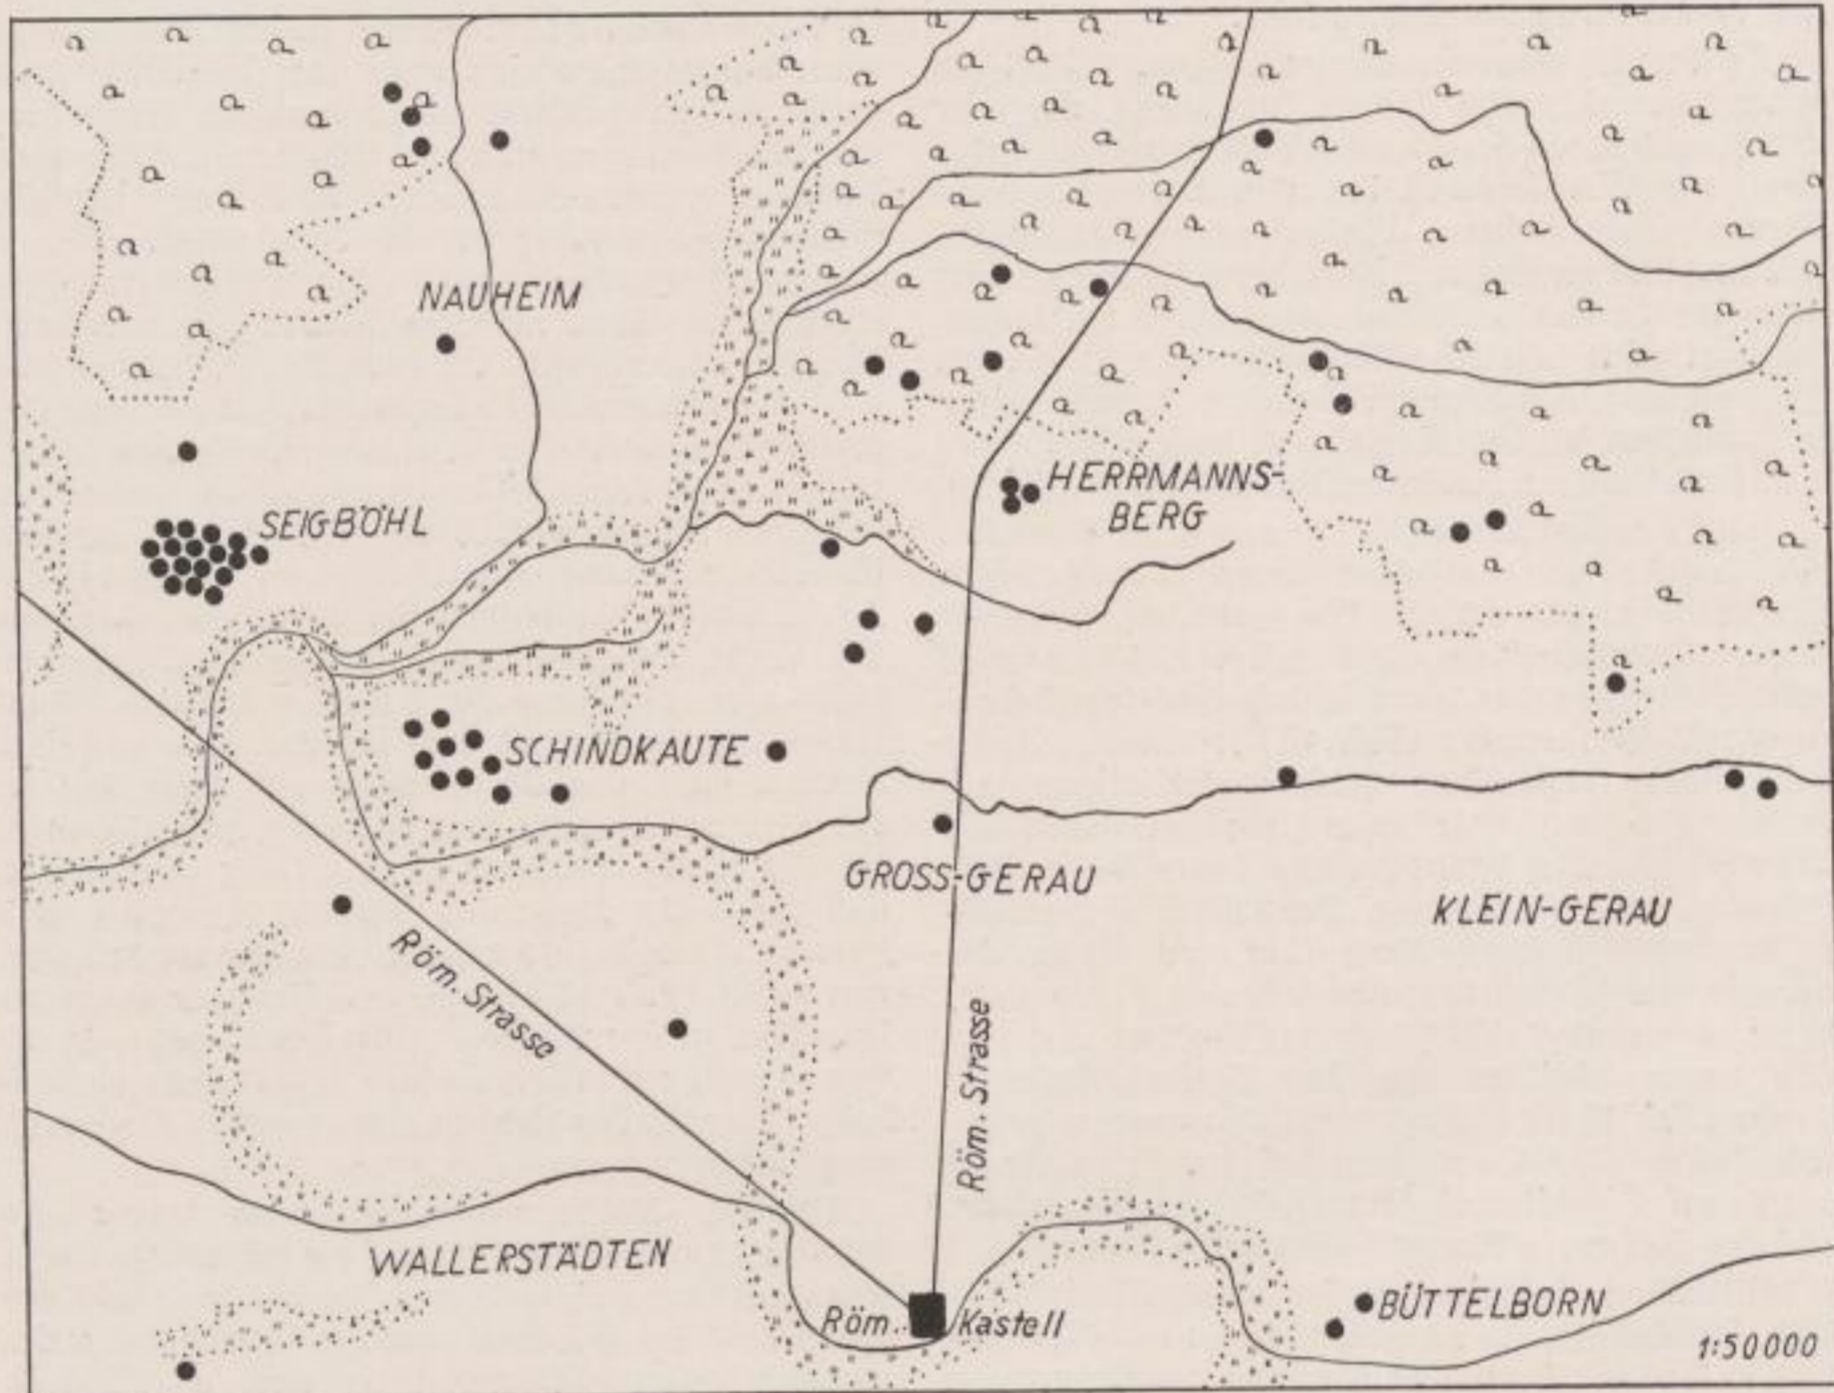 NAUHEIM
HERRMANNS-
BERG
SEIGBÖHL
SCHINDKAUTE
GROSS-GERAU
KLEIN-GERAU
Röm. Strasse
Röm. Strasse
WALLERSTÄDTEN
Röm. Kastell
BÜTTELBORN
1:50000